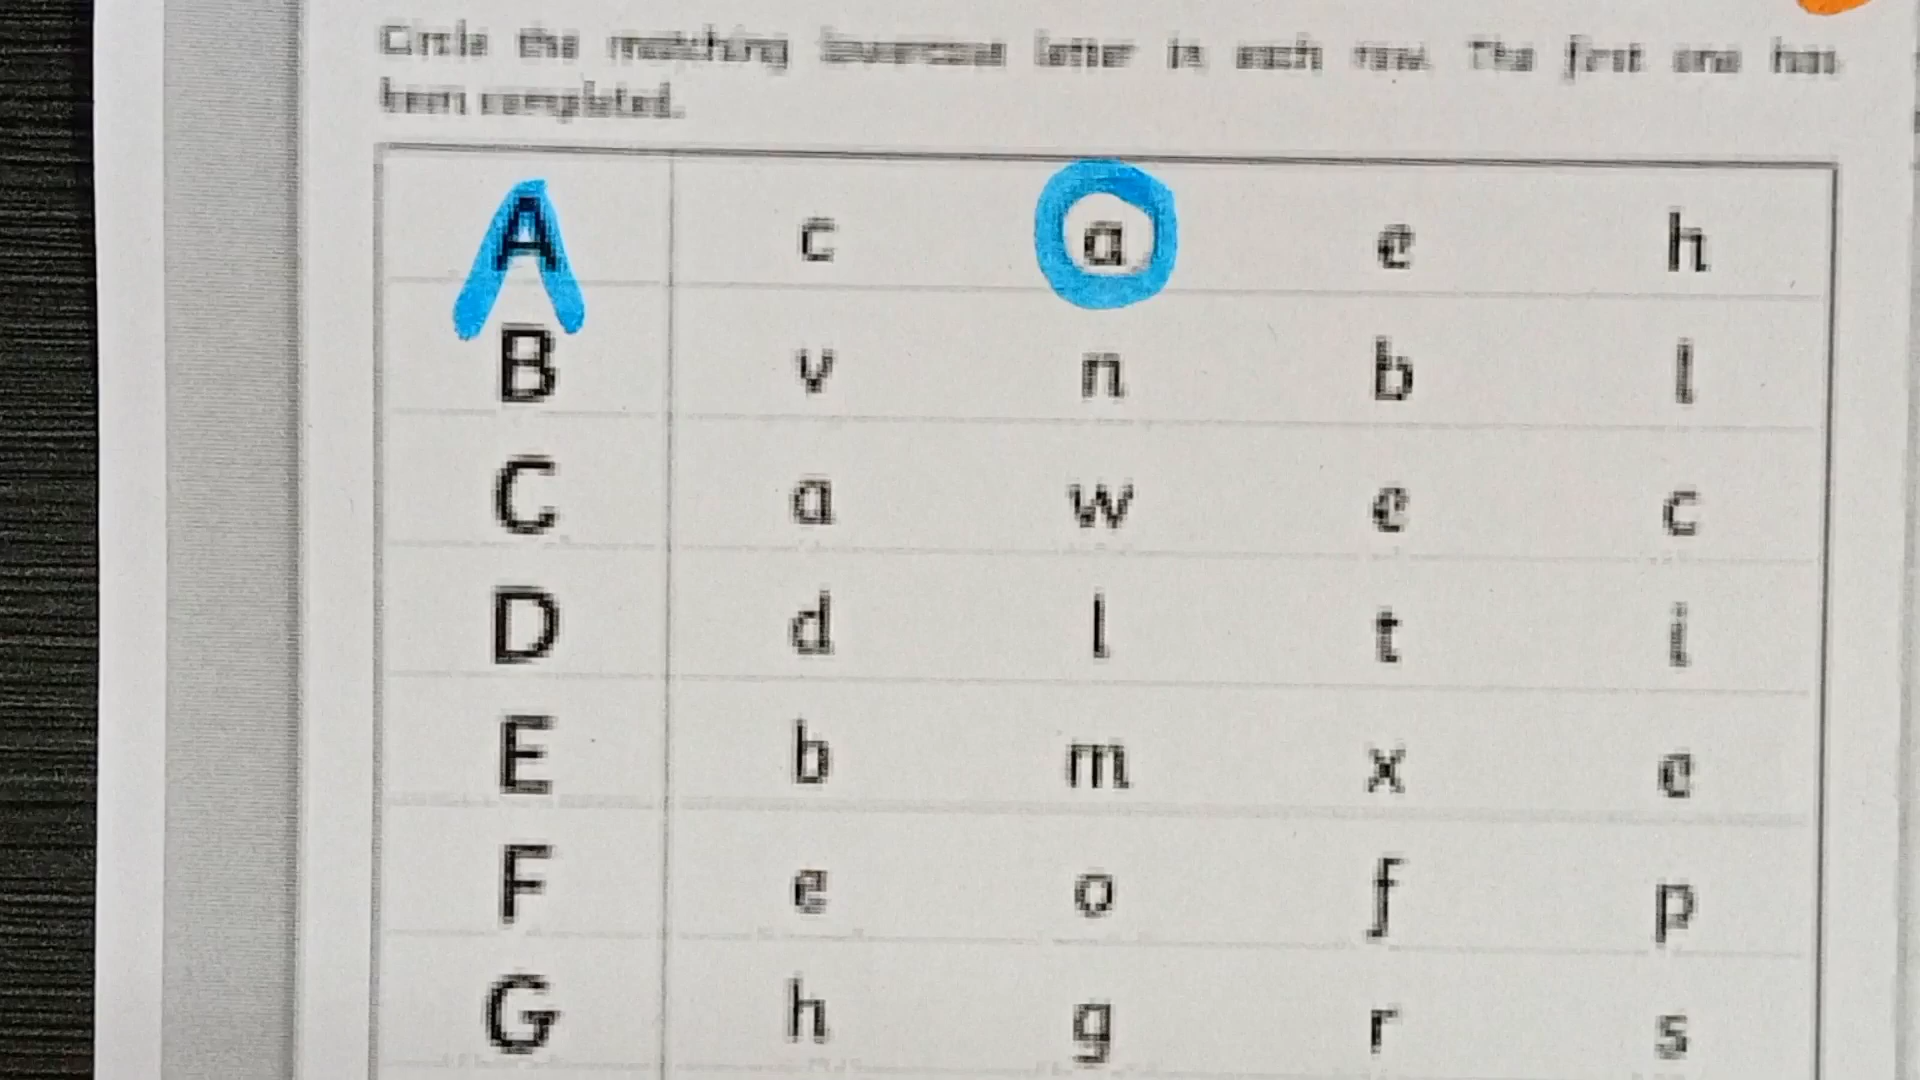 Circle the matching lowercase letter in each row. The first one has
been completed.
A c a e h
B v n b l
C a w e c
D d l t i
E b m x e
F e o f p
G h g r s